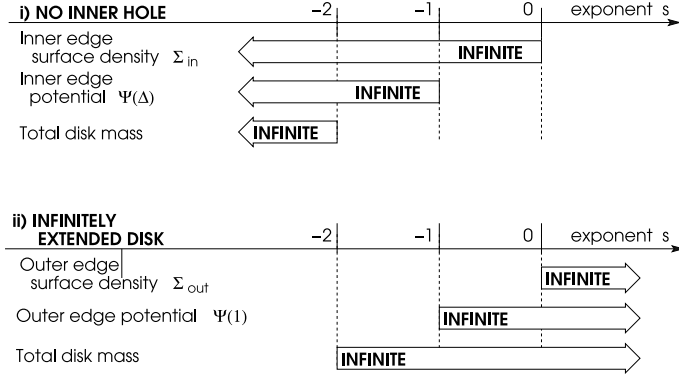 i) NO INNER HOLE
−2 −1 0 exponent s
Inner edge
surface density Σ in
INFINITE
Inner edge
potential Ψ(Δ)
INFINITE
Total disk mass
INFINITE
ii) INFINITELY
EXTENDED DISK
−2 −1 0 exponent s
Outer edge
surface density Σ out
INFINITE
Outer edge potential Ψ(1)
INFINITE
Total disk mass
INFINITE